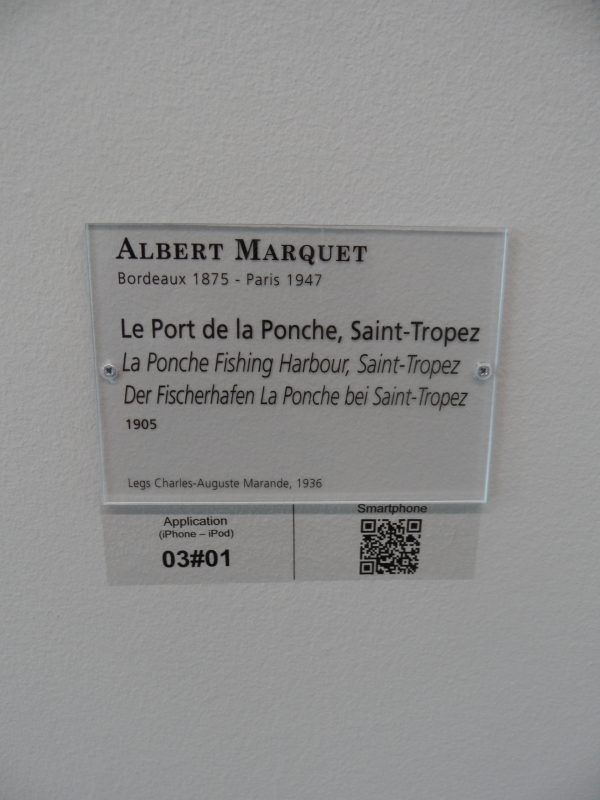 ALBERT MARQUET
Bordeaux 1875 - Paris 1947
Le Port de la Ponche, Saint-Tropez
La Ponche Fishing Harbour, Saint-Tropez
Der Fischerhafen La Ponche bei Saint-Tropez
1905
Legs Charles-Auguste Marande, 1936
Application
(iPhone – iPod)
03#01
Smartphone